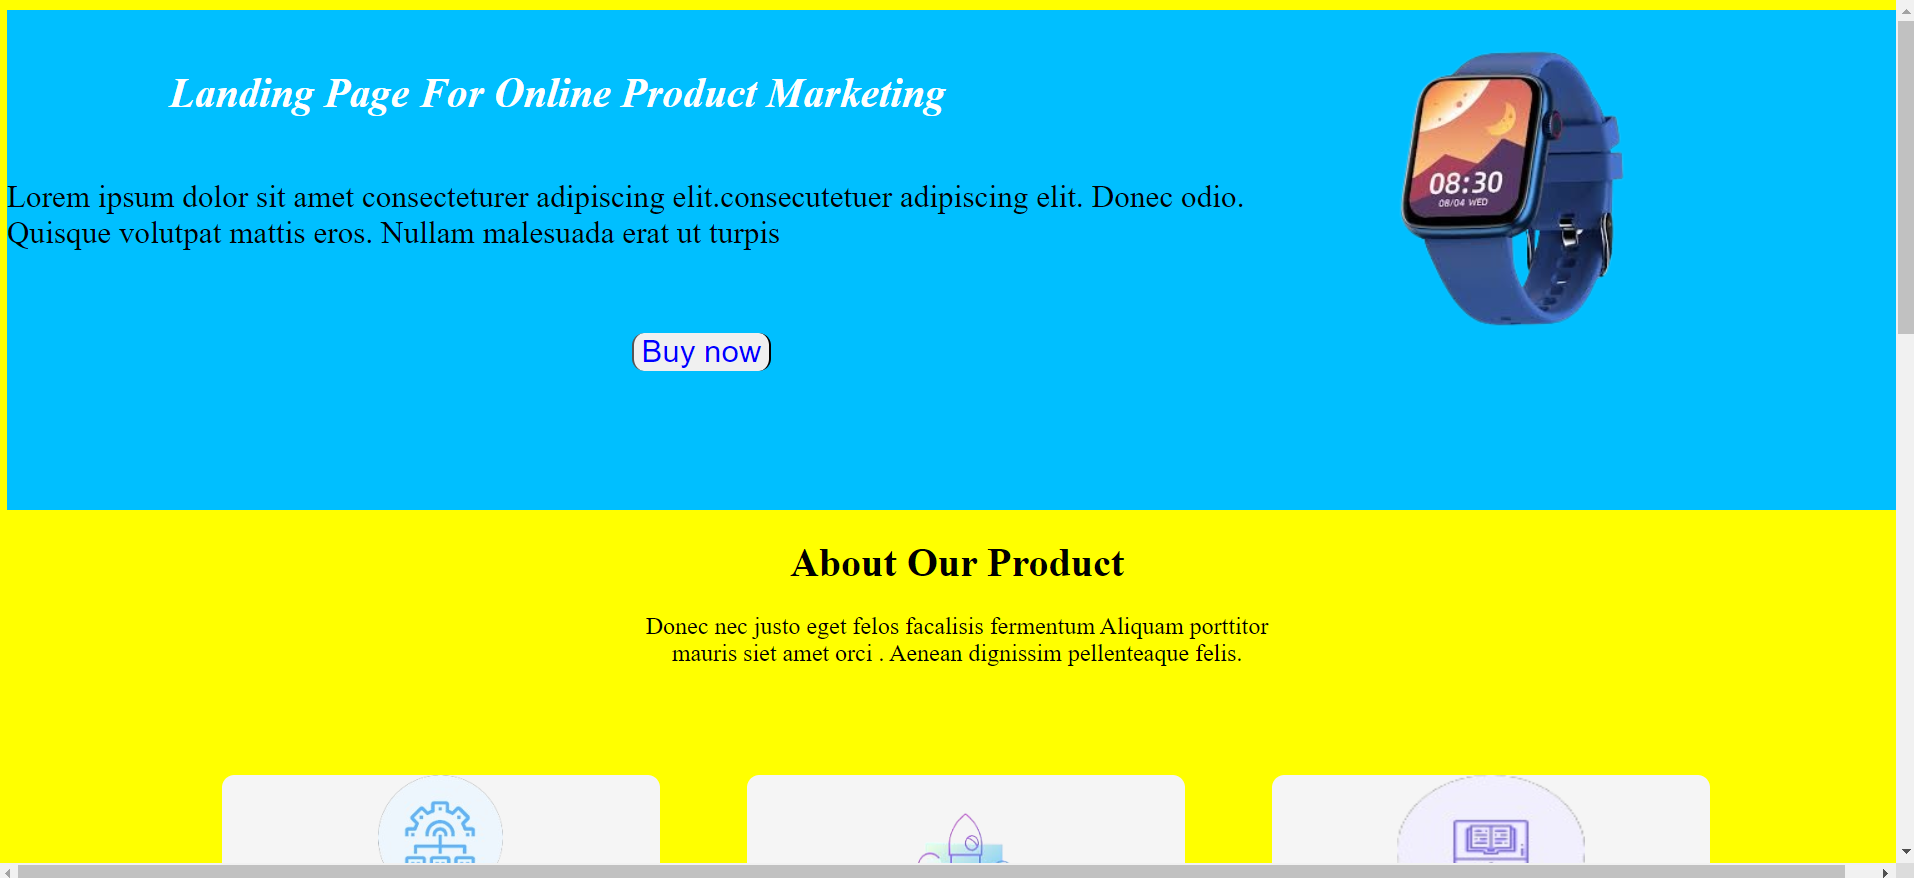 Landing Page For Online Product Marketing
Lorem ipsum dolor sit amet consecteturer adipiscing elit.consecutetuer adipiscing elit. Donec odio.
Quisque volutpat mattis eros. Nullam malesuada erat ut turpis
08:30
08/04 WED
Buy now
About Our Product
Donec nec justo eget felos facalisis fermentum Aliquam porttitor
mauris siet amet orci . Aenean dignissim pellenteaque felis.